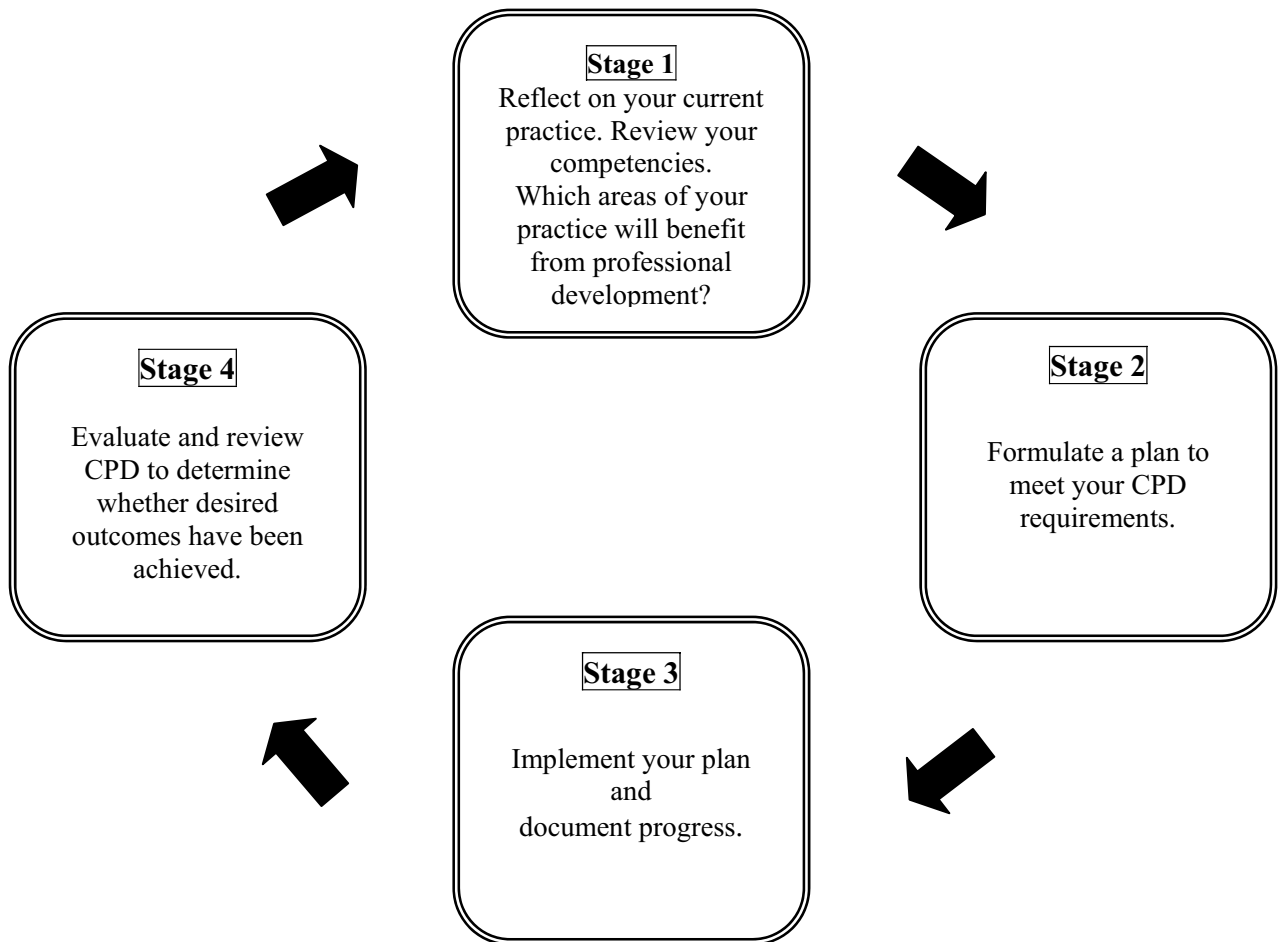 Stage 1
Reflect on your current
practice. Review your
competencies.
Which areas of your
practice will benefit
from professional
development?
Stage 2
Formulate a plan to
meet your CPD
requirements.
Stage 3
Implement your plan
and
document progress.
Stage 4
Evaluate and review
CPD to determine
whether desired
outcomes have been
achieved.